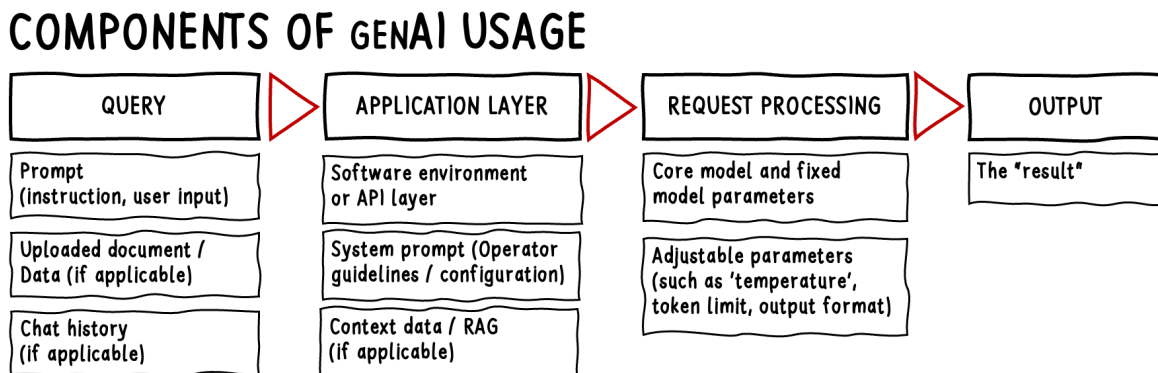 COMPONENTS OF GENAI USAGE
QUERY
Prompt
(instruction, user input)
Uploaded document /
Data (if applicable)
Chat history
(if applicable)
APPLICATION LAYER
Software environment
or API layer
System prompt (Operator
guidelines / configuration)
Context data / RAG
(if applicable)
REQUEST PROCESSING
Core model and fixed
model parameters
Adjustable parameters
(such as 'temperature',
token limit, output format)
OUTPUT
The "result"